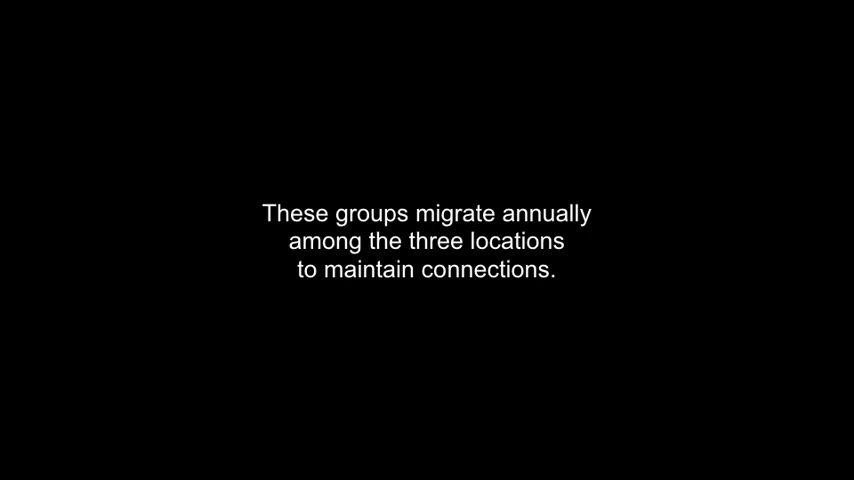 These groups migrate annually
among the three locations
to maintain connections.